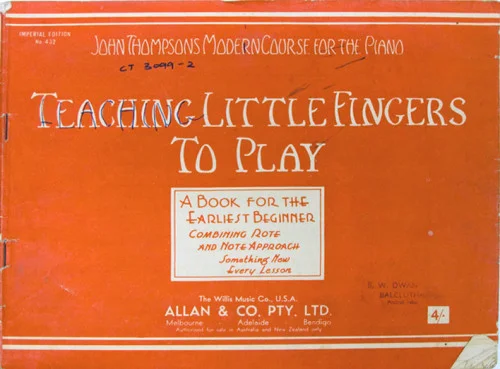 IMPERIAL EDITION
No. 432
JOHN THOMPSONS MODERN COURSE FOR THE PIANO
CT 3099-2
TEACHING LITTLE FINGERS
TO PLAY
A BOOK FOR THE
EARLIEST BEGINNER
COMBINING ROTE
AND NOTE APPROACH
Something New
Every Lesson
The Willis Music Co., U.S.A.
ALLAN & CO. PTY. LTD.
Melbourne Adelaide Bendigo
Authorised for sale in Australia and New Zealand only
4/-